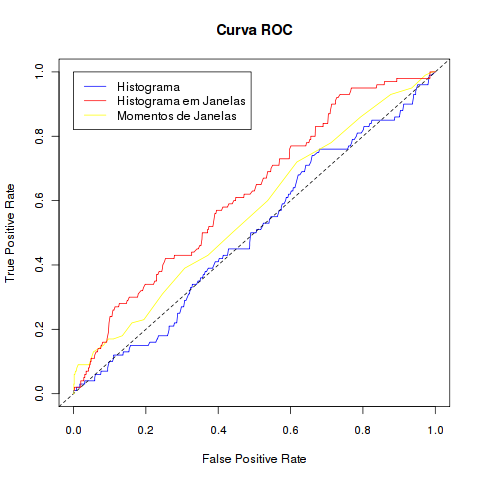 Curva ROC
Histograma
Histograma em Janelas
Momentos de Janelas
True Positive Rate
1.0
0.8
0.6
0.4
0.2
0.0
0.0 0.2 0.4 0.6 0.8 1.0
False Positive Rate